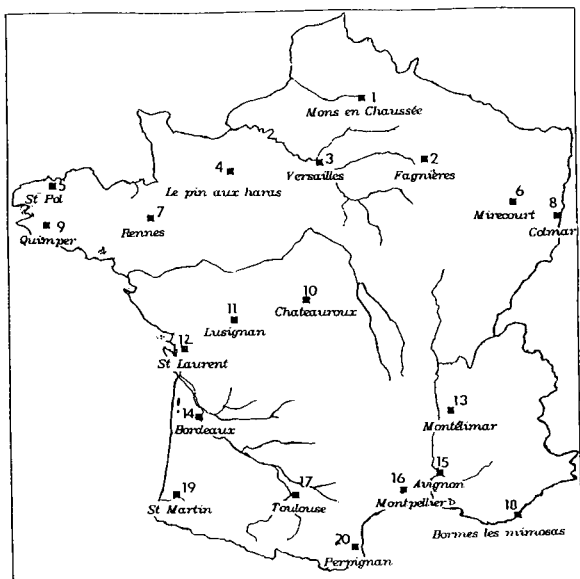 1
Mons en Chaussée
3
Versailles
2
Fagnières
4
Le pin aux haras
5
St Pol
6
Mirecourt
8
Colmar
9
Quimper
7
Rennes
10
Chateauroux
11
Lusignan
12
St Laurent
13
Montélimar
14
Bordeaux
15
Avignon
16
Montpellier
17
Toulouse
18
Bormes les mimosas
19
St Martin
20
Perpignan